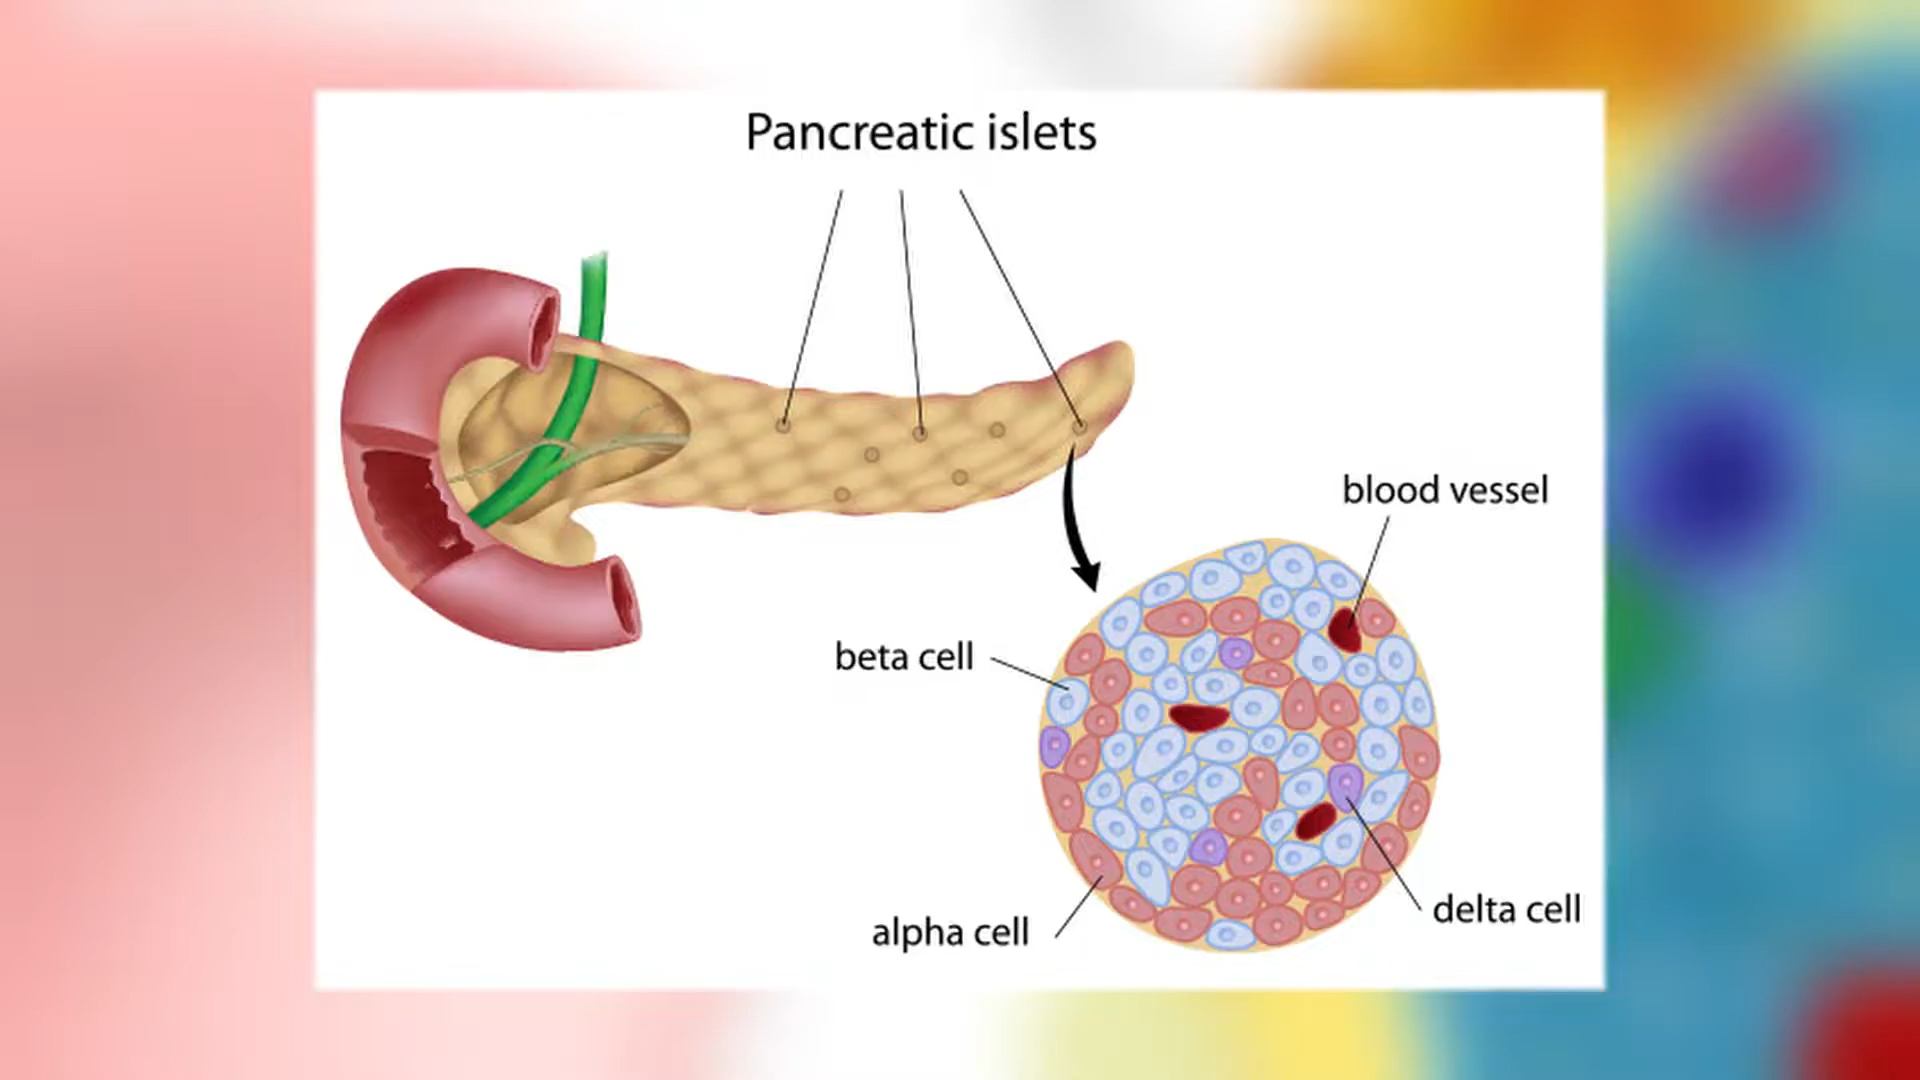 Pancreatic islets
blood vessel
beta cell
delta cell
alpha cell